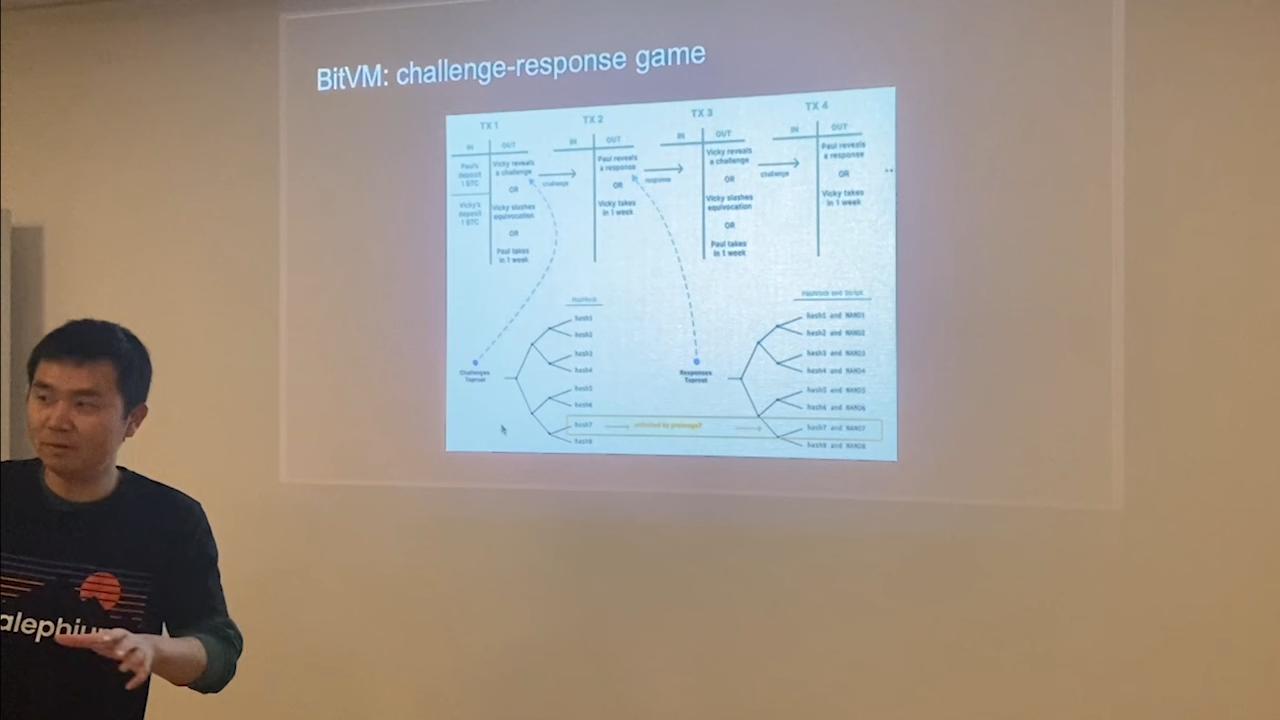 BitVM: challenge-response game
TX 1
TX 2
TX 3
TX 4
IN
OUT
IN
OUT
IN
OUT
IN
OUT
Paul's
deposit
1 BTC
Vicky's
deposit
1 BTC
Vicky reveals
a challenge
OR
Vicky slashes
equivocation
OR
Paul takes
in 1 week
challenge
Paul reveals
a response
OR
Vicky takes
in 1 week
response
Vicky reveals
a challenge
OR
Vicky slashes
equivocation
OR
Paul takes
in 1 week
challenge
Paul reveals
a response
OR
Vicky takes
in 1 week
Challenges
Taproot
Hashlock
hash1
hash2
hash3
hash4
hash5
hash6
hash7
hash8
unlocked by preimage7
Responses
Taproot
Hashlock and Script
hash1 and NAND1
hash2 and NAND2
hash3 and NAND3
hash4 and NAND4
hash5 and NAND5
hash6 and NAND6
hash7 and NAND7
hash8 and NAND8
alephiu